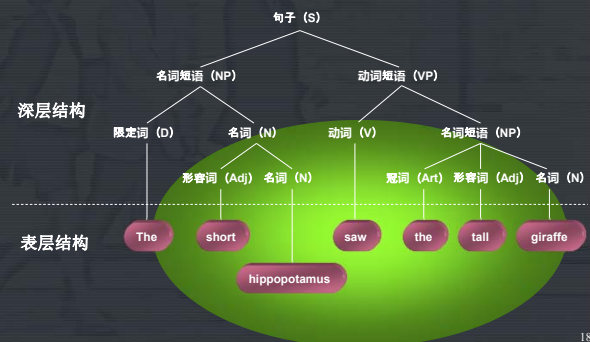 句子（S）
名词短语（NP） 动词短语（VP）
深层结构
限定词（D） 名词（N） 动词（V） 名词短语（NP）
形容词（Adj） 名词（N） 冠词（Art） 形容词（Adj） 名词（N）
表层结构
The short saw the tall giraffe
hippopotamus
18